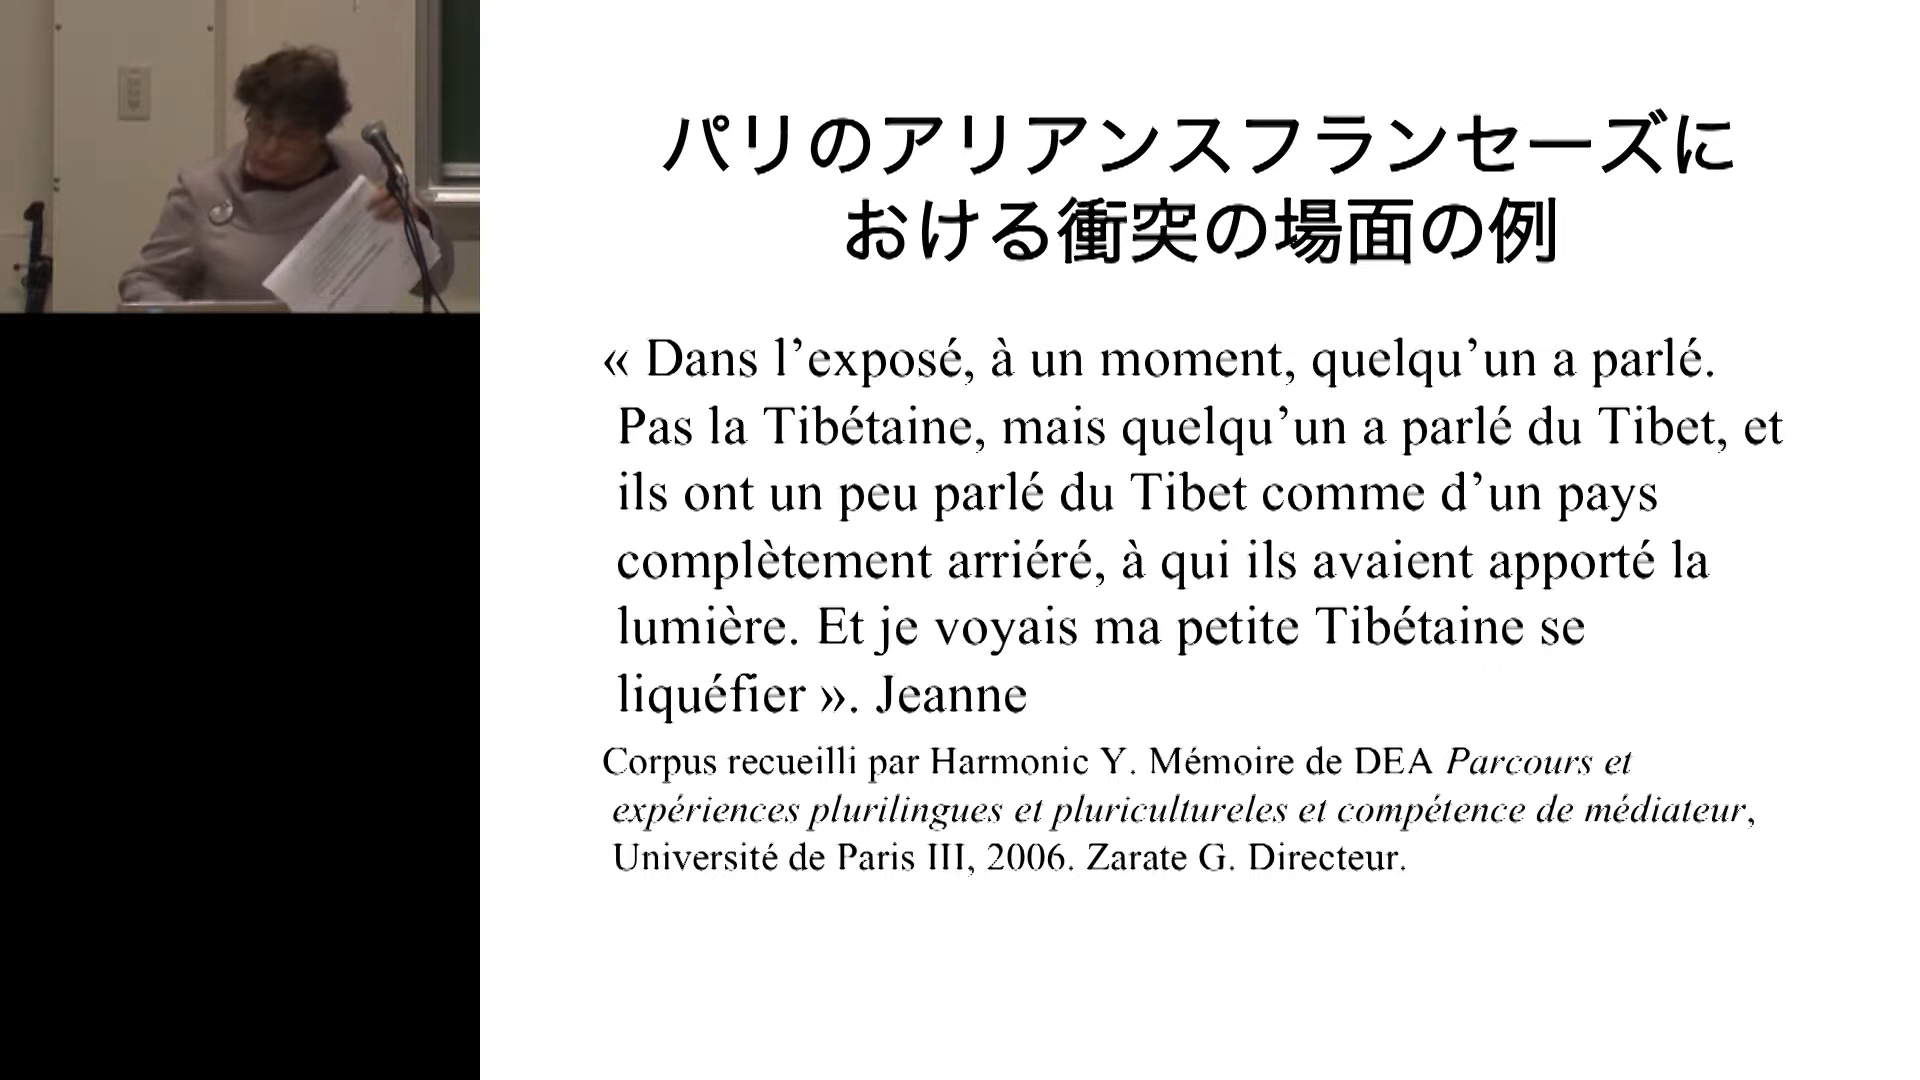 パリのアリアンスフランセーズに
おける衝突の場面の例
« Dans l’exposé, à un moment, quelqu’un a parlé.
Pas la Tibétaine, mais quelqu’un a parlé du Tibet, et
ils ont un peu parlé du Tibet comme d’un pays
complètement arriéré, à qui ils avaient apporté la
lumière. Et je voyais ma petite Tibétaine se
liquéfier ». Jeanne
Corpus recueilli par Harmonic Y. Mémoire de DEA Parcours et
expériences plurilingues et pluricultureles et compétence de médiateur,
Université de Paris III, 2006. Zarate G. Directeur.